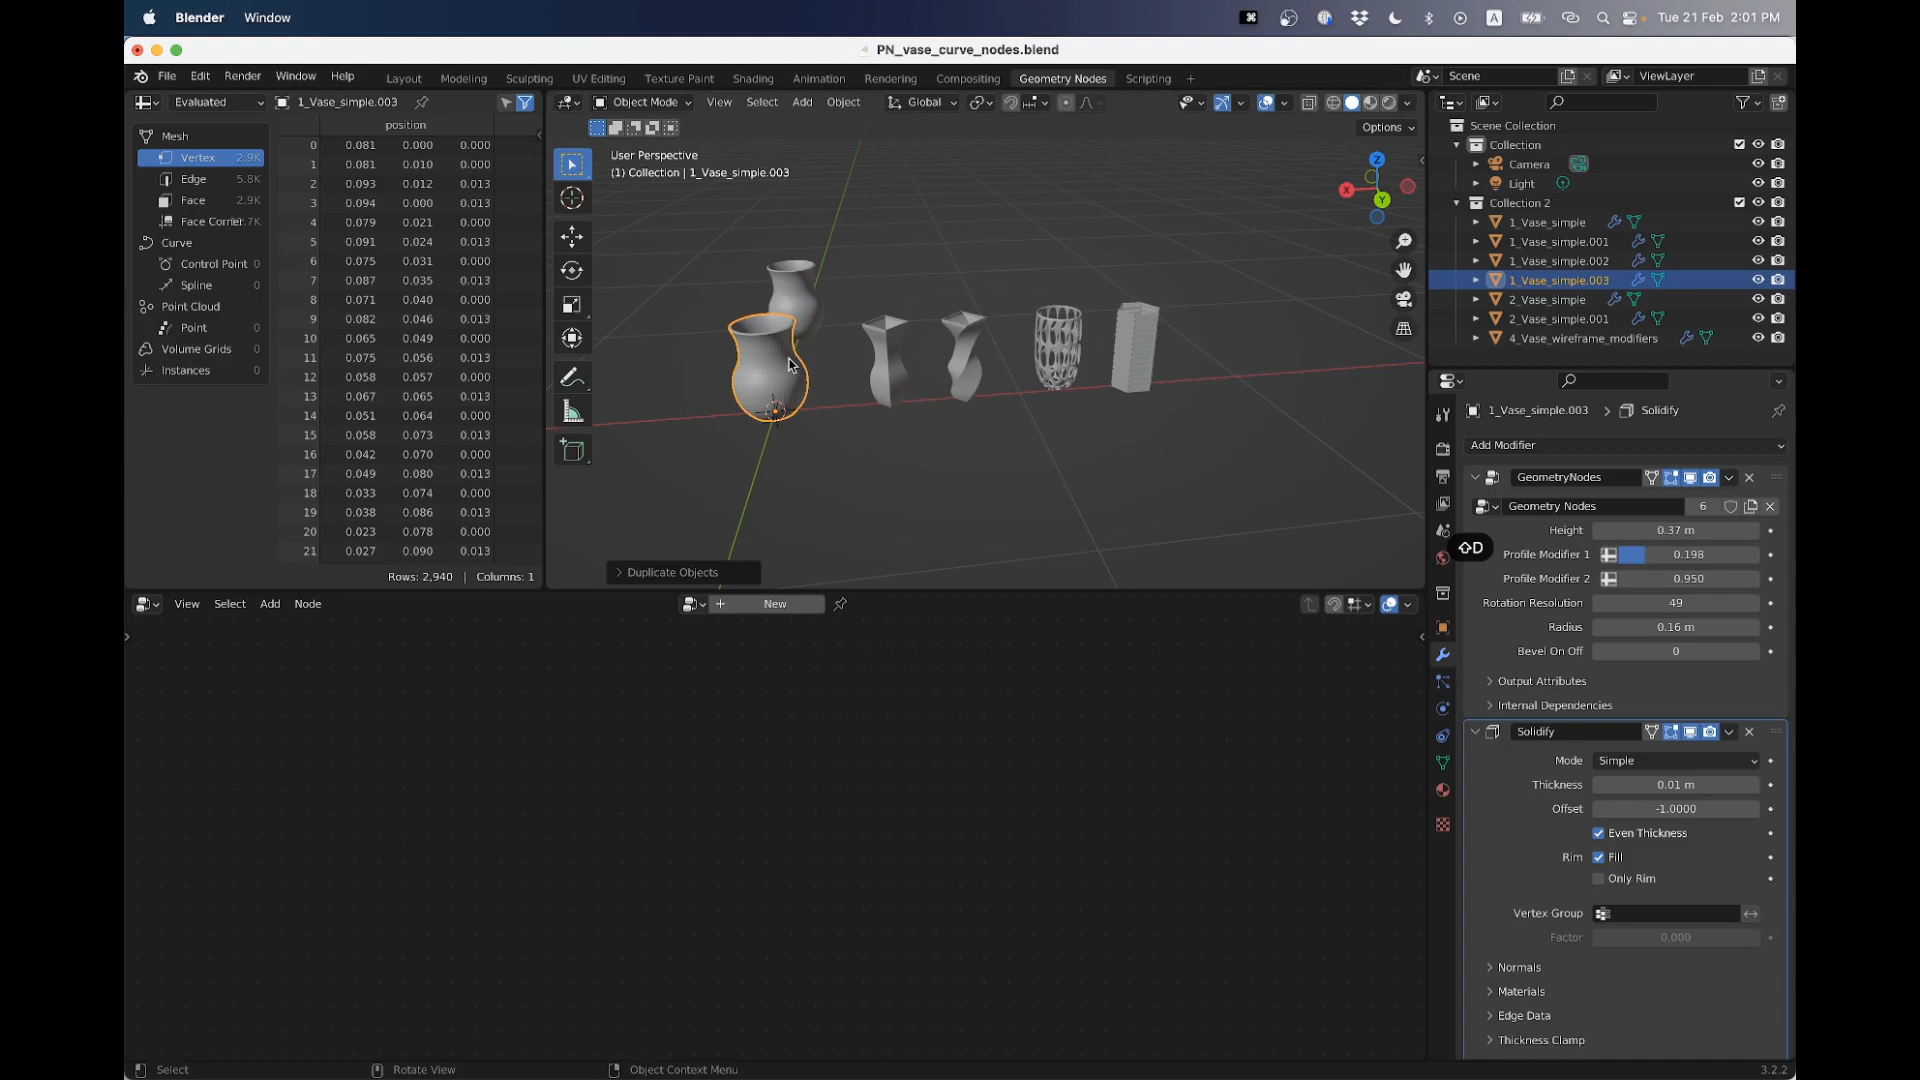 Blender Window
Tue 21 Feb 2:01 PM
PN_vase_curve_nodes.blend
File Edit Render Window Help Layout Modeling Sculpting UV Editing Texture Paint Shading Animation Rendering Compositing Geometry Nodes Scripting +
Scene
ViewLayer
Evaluated
1_Vase_simple.003
Object Mode View Select Add Object
Global
Options
position
Mesh
Vertex 2.9K
Edge 5.8K
Face 2.9K
Face Corner
Curve
Control Point 0
Spline 0
Point Cloud
Point 0
Volume Grids 0
Instances 0
0 0.081 0.000 0.000
1 0.081 0.010 0.000
2 0.093 0.012 0.013
3 0.094 0.000 0.013
4 0.079 0.021 0.000
5 0.091 0.024 0.013
6 0.075 0.031 0.000
7 0.087 0.035 0.013
8 0.071 0.040 0.000
9 0.082 0.046 0.013
10 0.065 0.049 0.000
11 0.075 0.056 0.013
12 0.058 0.057 0.000
13 0.067 0.065 0.013
14 0.051 0.064 0.000
15 0.058 0.073 0.013
16 0.042 0.070 0.000
17 0.049 0.080 0.013
18 0.033 0.074 0.000
19 0.038 0.086 0.013
20 0.023 0.078 0.000
21 0.027 0.090 0.013
Rows: 2,940 | Columns: 1
User Perspective
(1) Collection | 1_Vase_simple.003
Z
X
Y
> Duplicate Objects
Scene Collection
Collection
Camera
Light
Collection 2
1_Vase_simple
1_Vase_simple.001
1_Vase_simple.002
1_Vase_simple.003
2_Vase_simple
2_Vase_simple.001
4_Vase_wireframe_modifiers
1_Vase_simple.003 > Solidify
Add Modifier
GeometryNodes
Geometry Nodes 6
Height 0.37 m
⇧D
Profile Modifier 1 0.198
Profile Modifier 2 0.950
Rotation Resolution 49
Radius 0.16 m
Bevel On Off 0
Output Attributes
Internal Dependencies
Solidify
Mode Simple
Thickness 0.01 m
Offset -1.0000
Even Thickness
Rim Fill
Only Rim
Vertex Group
Factor 0.000
Normals
Materials
Edge Data
Thickness Clamp
View Select Add Node
+ New
Select
Rotate View
Object Context Menu
3.2.2